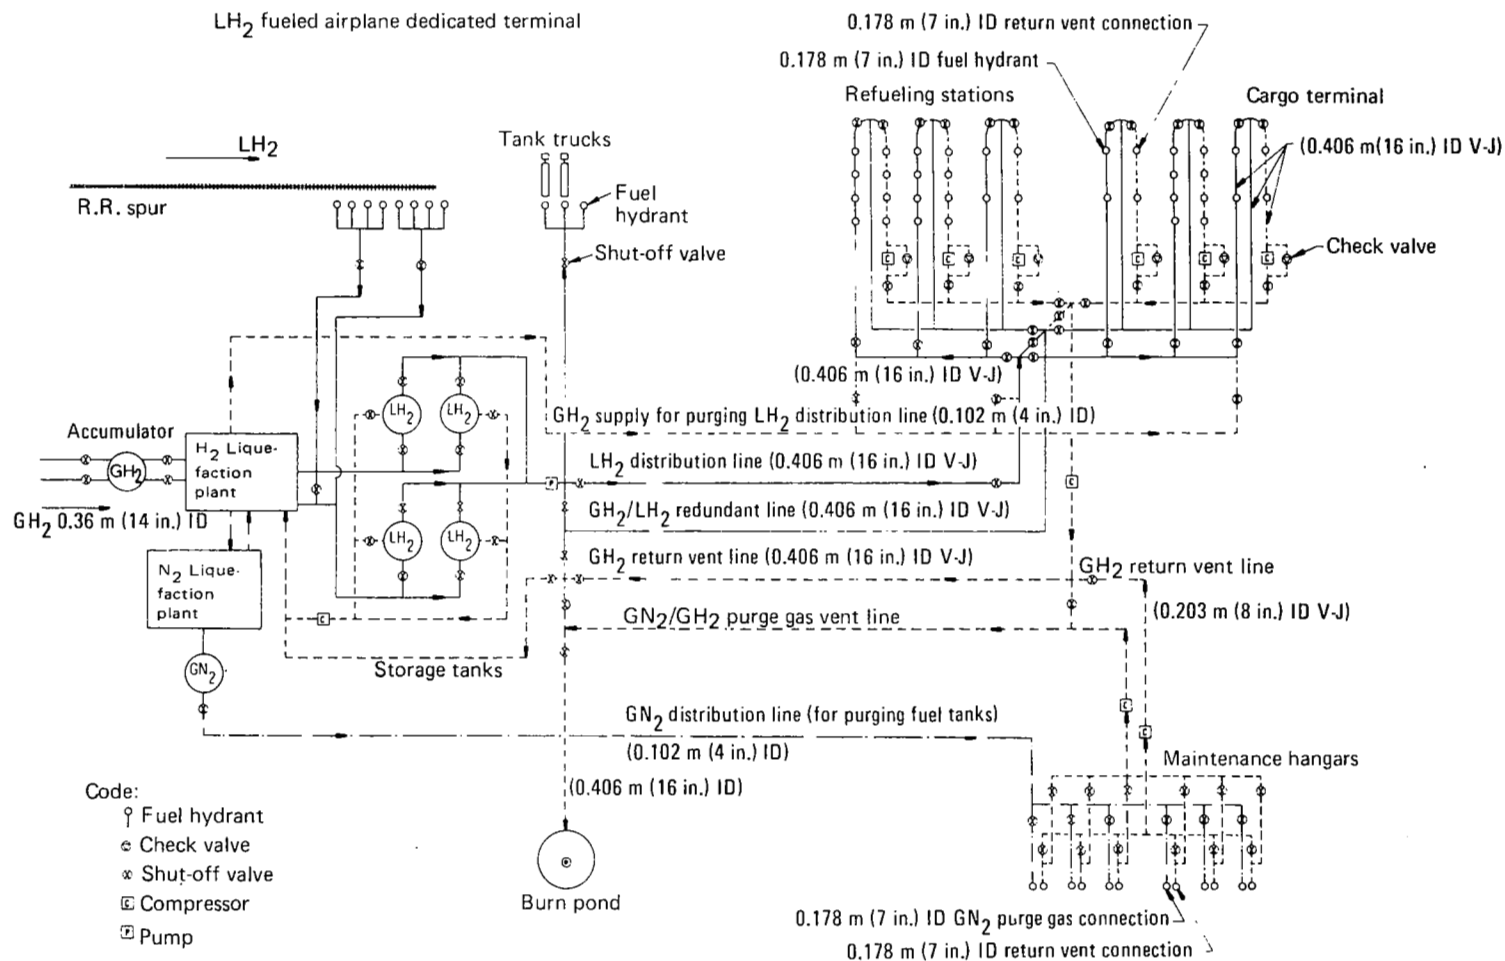 LH2 fueled airplane dedicated terminal
0.178 m (7 in.) ID return vent connection
0.178 m (7 in.) ID fuel hydrant
Refueling stations
Cargo terminal
(0.406 m(16 in.) ID V-J)
Tank trucks
LH2
R.R. spur
Fuel
hydrant
Shut-off valve
Check valve
C
C
C
C
C
C
(0.406 m (16 in.) ID V-J)
LH2
LH2
GH2 supply for purging LH2 distribution line (0.102 m (4 in.) ID)
Accumulator
GH2
H2 Lique-
faction
plant
LH2 distribution line (0.406 m (16 in.) ID V-J)
P
C
GH2 0.36 m (14 in.) ID
GH2/LH2 redundant line (0.406 m (16 in.) ID V-J)
LH2
LH2
GH2 return vent line (0.406 m (16 in.) ID V-J)
GH2 return vent line
N2 Lique-
faction
plant
(0.203 m (8 in.) ID V-J)
C
GN2/GH2 purge gas vent line
Storage tanks
GN2
GN2 distribution line (for purging fuel tanks)
(0.102 m (4 in.) ID)
C
C
(0.406 m (16 in.) ID)
Maintenance hangars
Code:
Fuel hydrant
Check valve
Shut-off valve
C Compressor
P Pump
Burn pond
0.178 m (7 in.) ID GN2 purge gas connection
0.178 m (7 in.) ID return vent connection